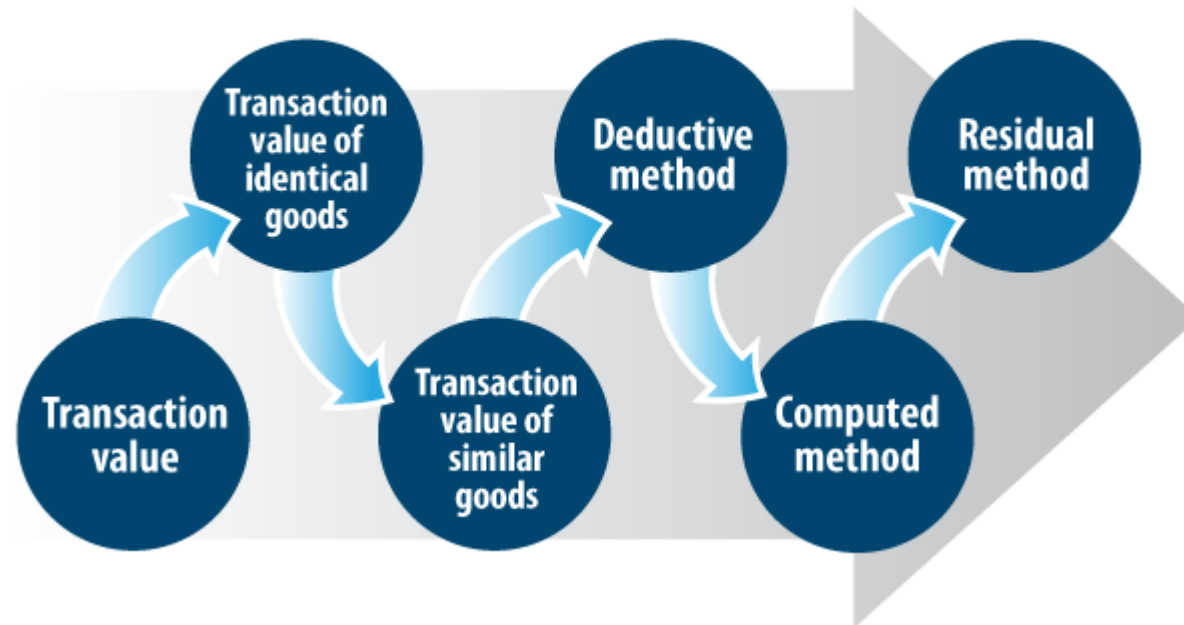 Transaction
value
Transaction
value of
identical
goods
Transaction
value of
similar
goods
Deductive
method
Computed
method
Residual
method